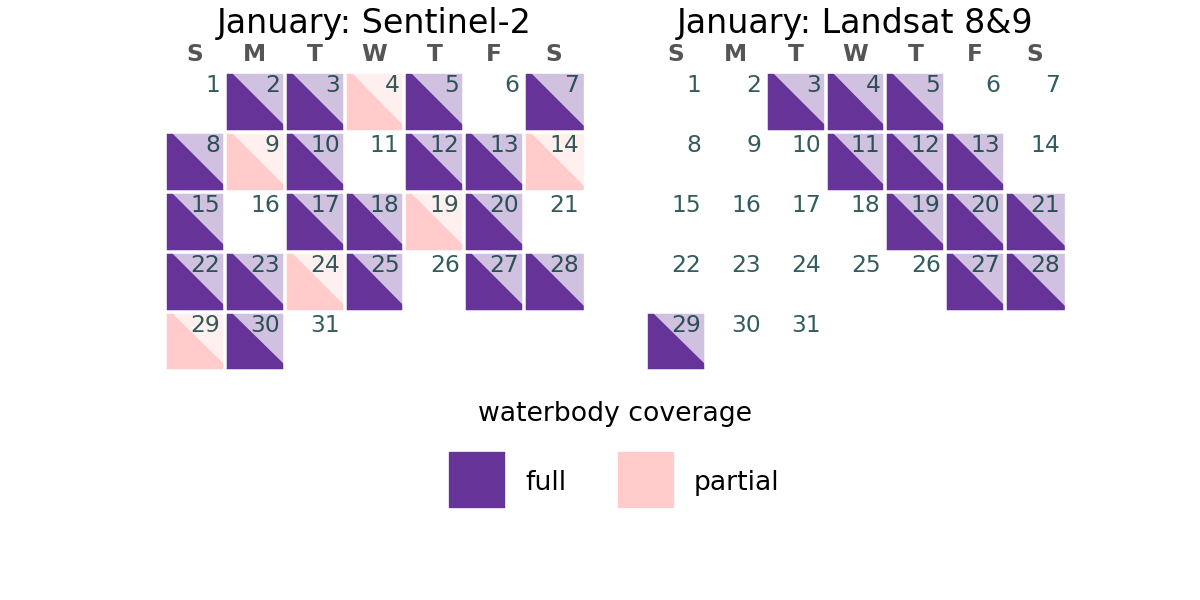 January: Sentinel-2
S M T W T F S
1 2 3 4 5 6 7
8 9 10 11 12 13 14
15 16 17 18 19 20 21
22 23 24 25 26 27 28
29 30 31
January: Landsat 8&9
S M T W T F S
1 2 3 4 5 6 7
8 9 10 11 12 13 14
15 16 17 18 19 20 21
22 23 24 25 26 27 28
29 30 31
waterbody coverage
full partial